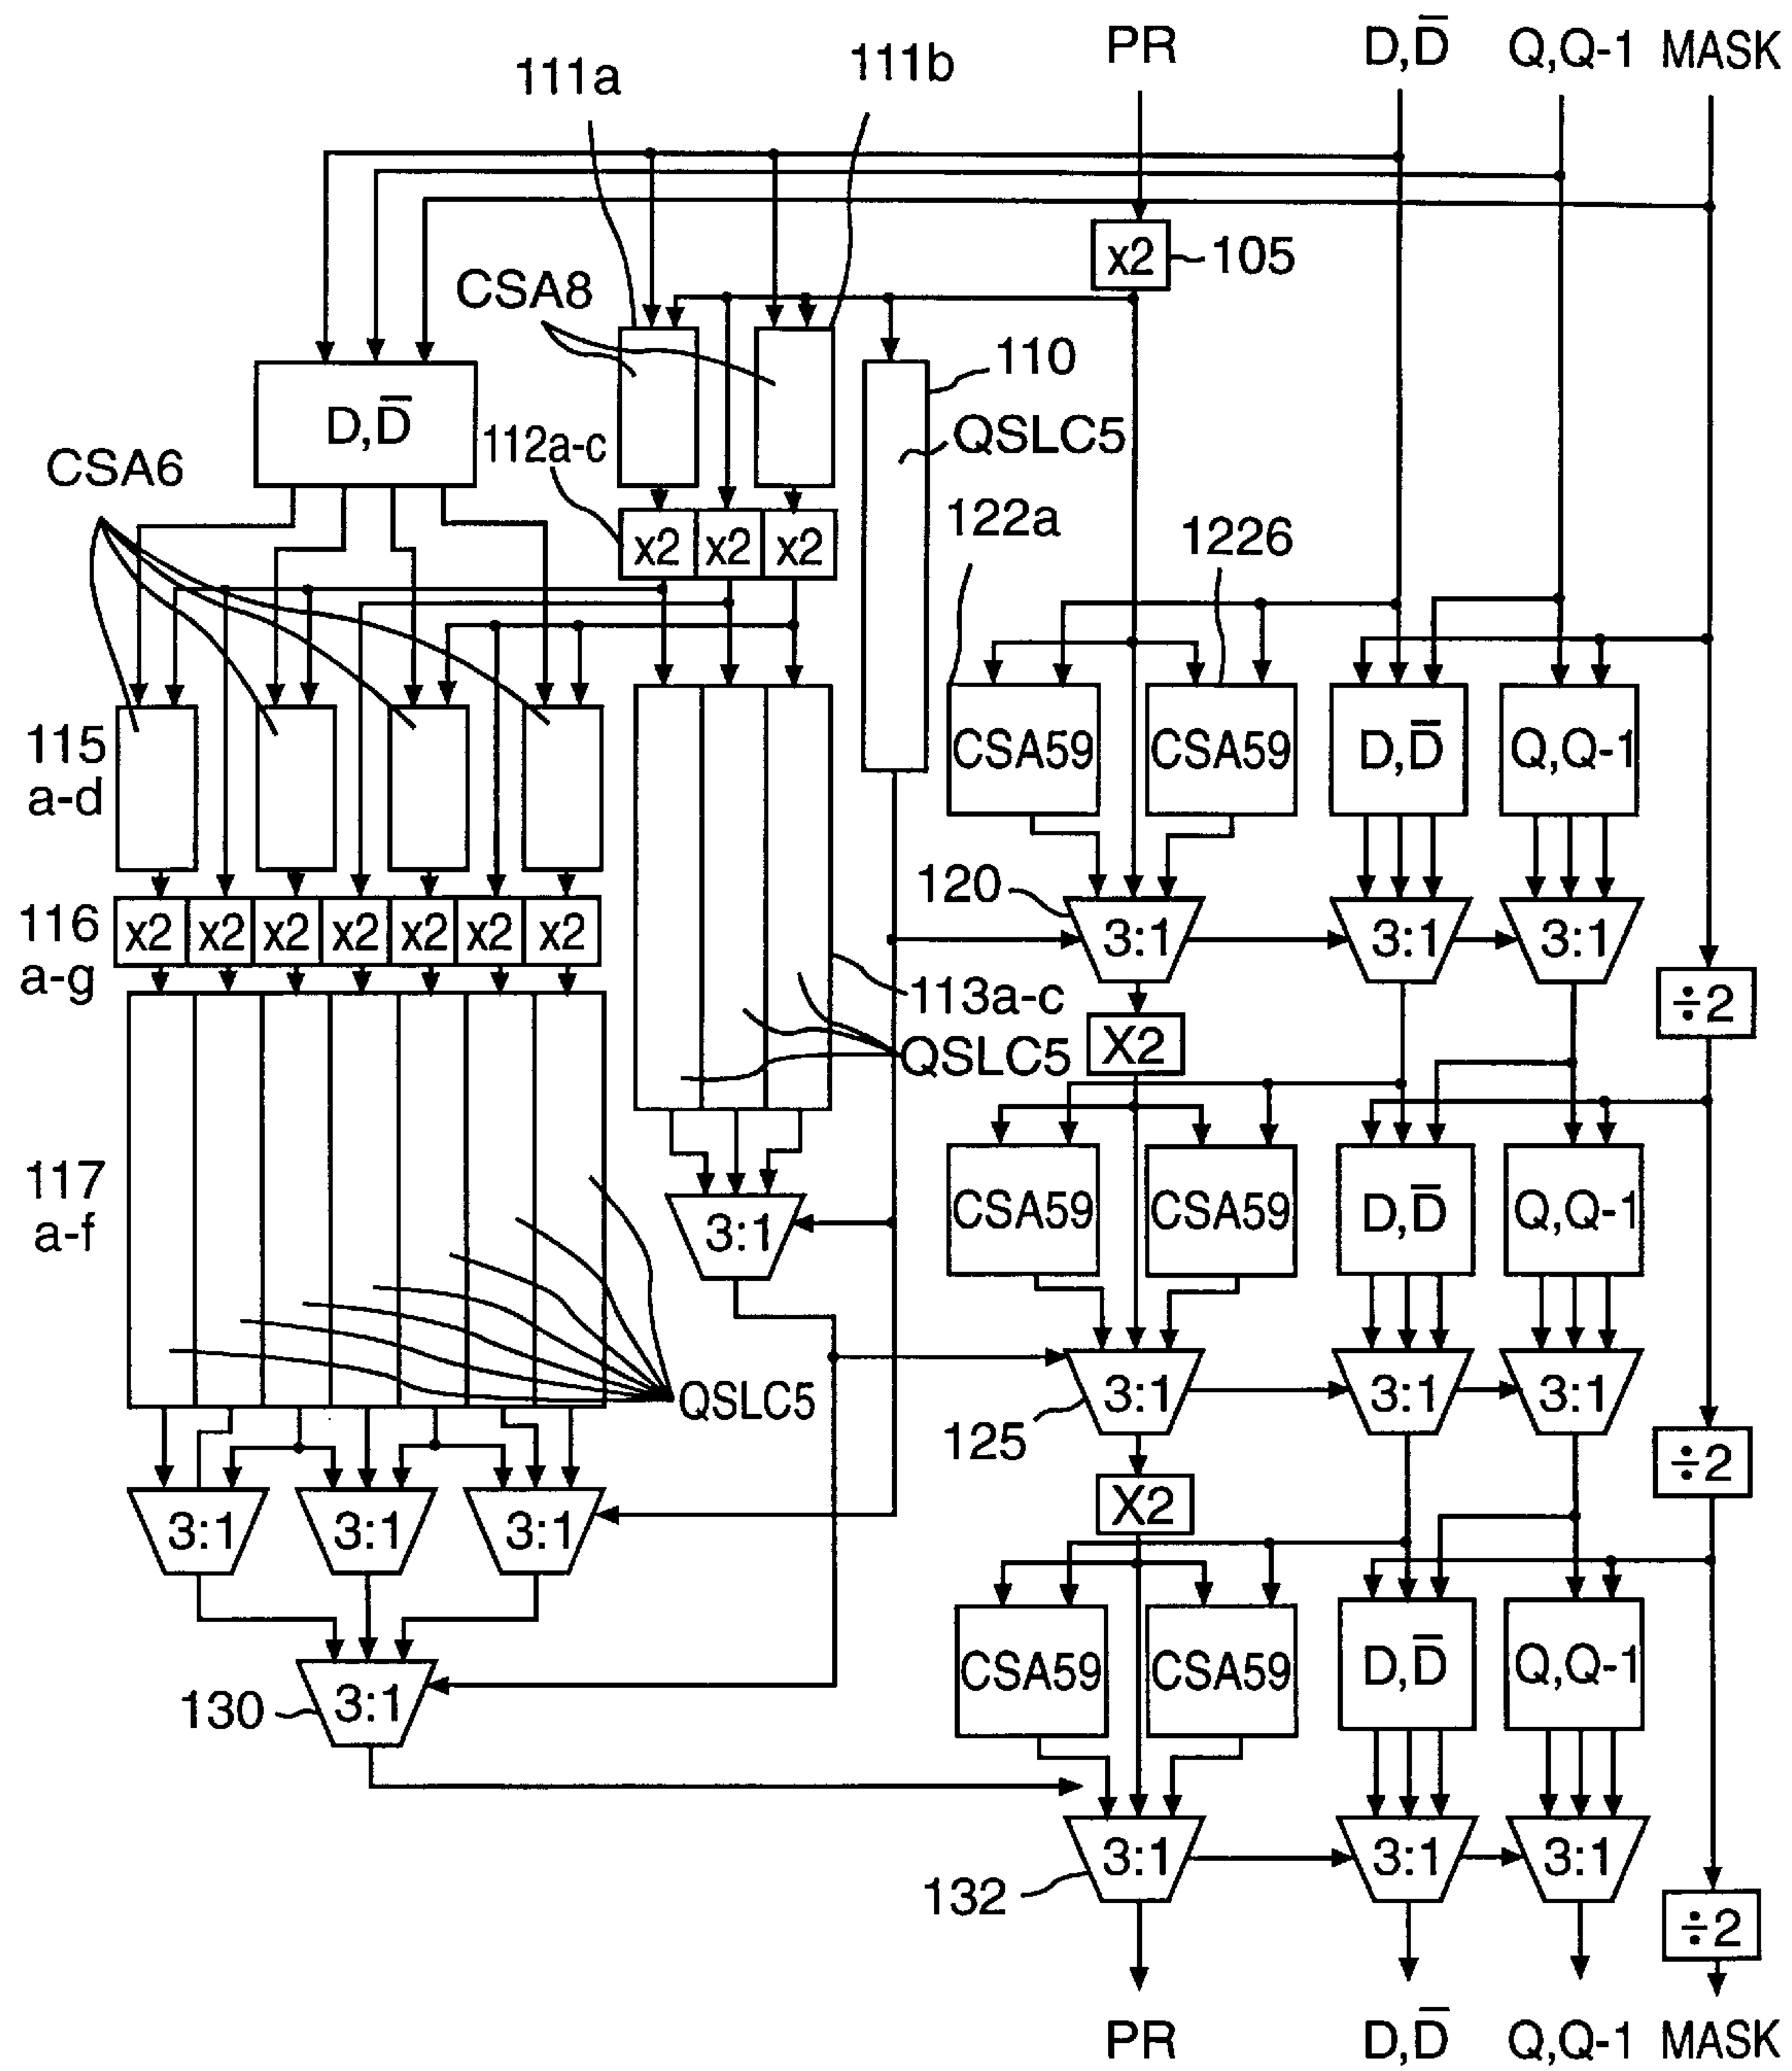 PR D,D̅ Q,Q-1 MASK
111a 111b
x2 105
CSA8
110
D,D̅ 112a-c QSLC5
CSA6
122a 1226
x2 x2 x2
115
a-d
CSA59 CSA59 D,D̅ Q,Q-1
120
116
a-g
x2 x2 x2 x2 x2 x2 x2
3:1 3:1 3:1
113a-c
÷2
QSLC5 X2
117
a-f
CSA59 CSA59 D,D̅ Q,Q-1
3:1
QSLC5
3:1 3:1 3:1
125
÷2
X2
3:1 3:1 3:1
CSA59 CSA59 D,D̅ Q,Q-1
130 3:1
3:1 3:1 3:1
132
÷2
PR D,D̅ Q,Q-1 MASK